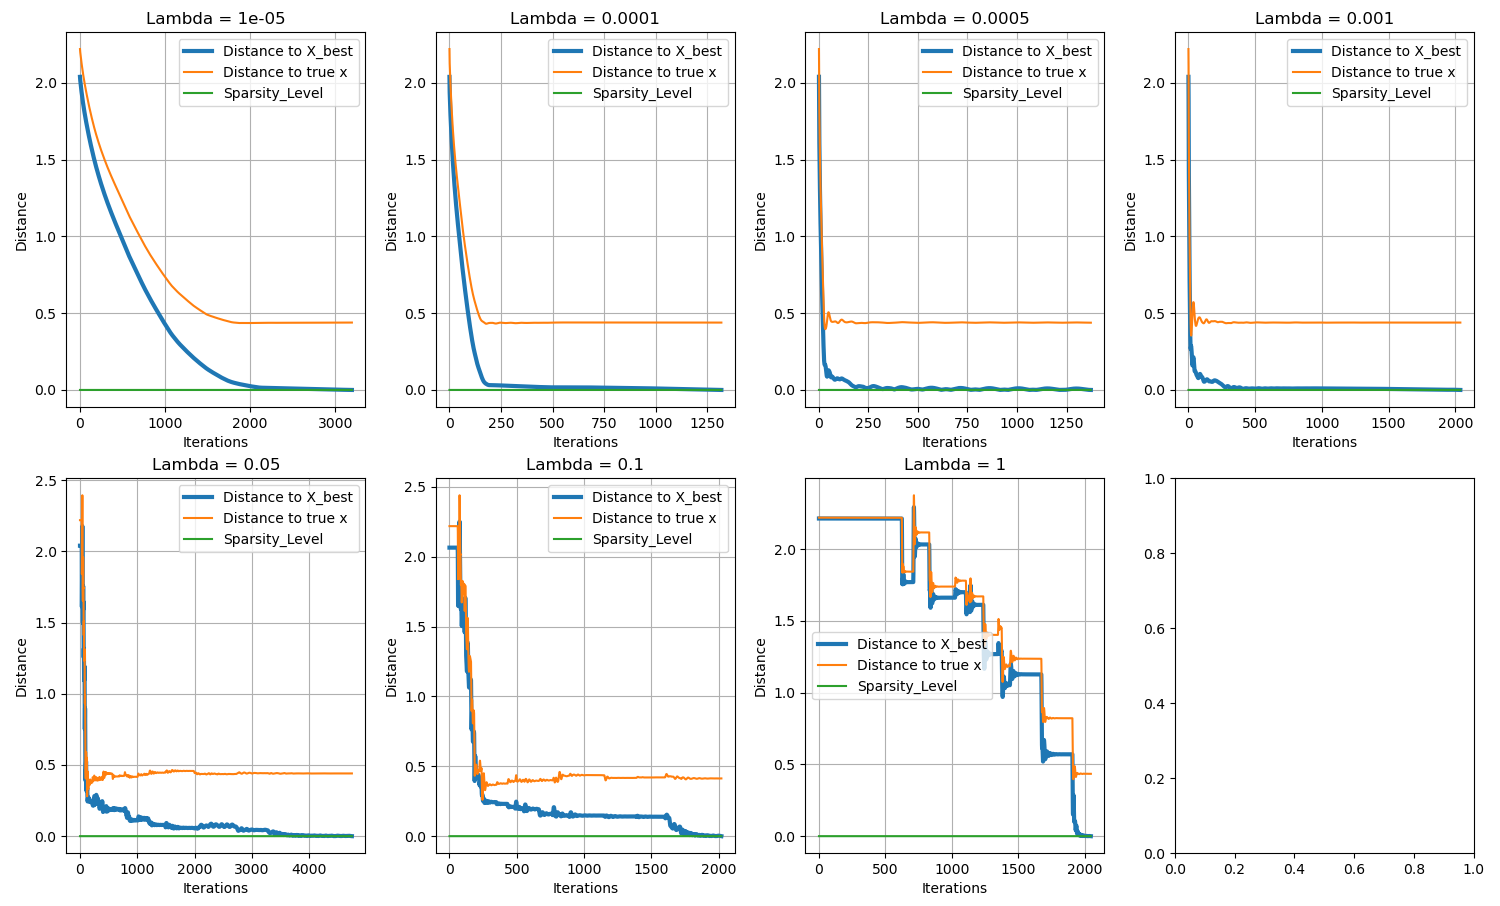 Lambda = 1e-05
Distance to X_best
Distance to true x
Sparsity_Level
2.0
1.5
1.0
0.5
0.0
Distance
0 1000 2000 3000
Iterations
Lambda = 0.0001
Distance to X_best
Distance to true x
Sparsity_Level
2.0
1.5
1.0
0.5
0.0
Distance
0 250 500 750 1000 1250
Iterations
Lambda = 0.0005
Distance to X_best
Distance to true x
Sparsity_Level
2.0
1.5
1.0
0.5
0.0
Distance
0 250 500 750 1000 1250
Iterations
Lambda = 0.001
Distance to X_best
Distance to true x
Sparsity_Level
2.0
1.5
1.0
0.5
0.0
Distance
0 500 1000 1500 2000
Iterations
Lambda = 0.05
Distance to X_best
Distance to true x
Sparsity_Level
2.5
2.0
1.5
1.0
0.5
0.0
Distance
0 1000 2000 3000 4000
Iterations
Lambda = 0.1
Distance to X_best
Distance to true x
Sparsity_Level
2.5
2.0
1.5
1.0
0.5
0.0
Distance
0 500 1000 1500 2000
Iterations
Lambda = 1
Distance to X_best
Distance to true x
Sparsity_Level
2.0
1.5
1.0
0.5
0.0
Distance
0 500 1000 1500 2000
Iterations
1.0
0.8
0.6
0.4
0.2
0.0
0.0 0.2 0.4 0.6 0.8 1.0